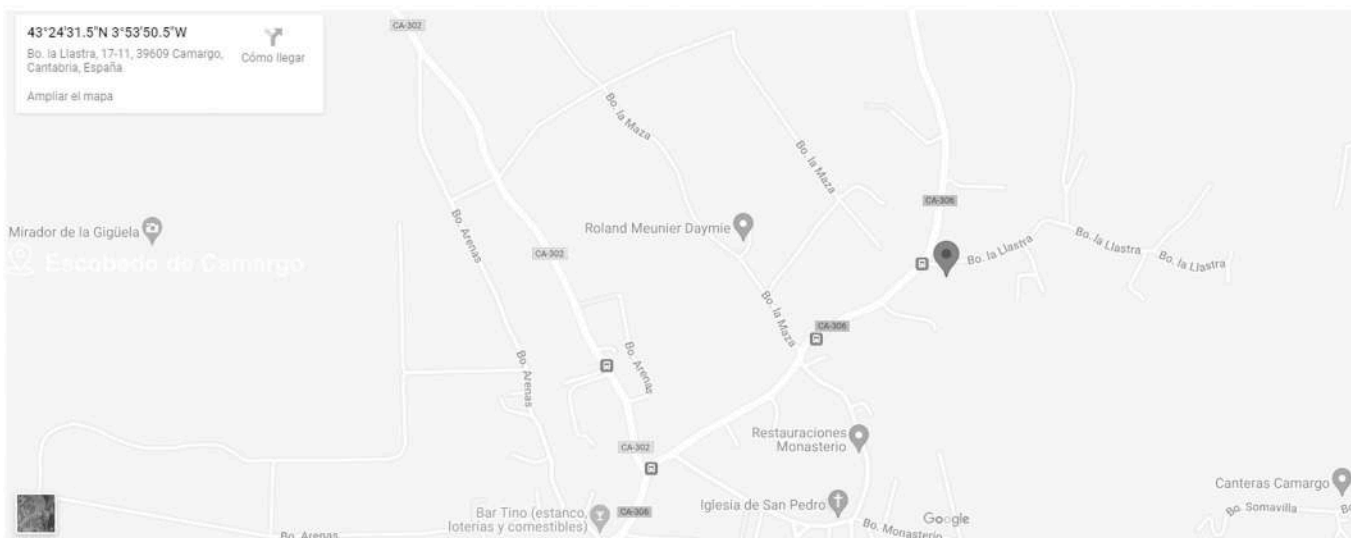 43°24'31.5"N 3°53'50.5"W
Bo. la Llastra, 17-11, 39609 Camargo,
Cantabria, España
Cómo llegar
Ampliar el mapa
CA-302
Bo. la Maza
Bo. la Maza
CA-306
Mirador de la Gigüela
Escobedo de Camargo
Bo. Arenas
CA-302
Roland Meunier Daymie
Bo. la Llastra
Bo. la Llastra
Bo. la Llastra
Bo. la Maza
CA-306
Bo. Arenas
Bo. Arenas
CA-302
Restauraciones
Monasterio
Canteras Camargo
Iglesia de San Pedro
Bar Tino (estanco,
loterías y comestibles)
CA-306
Google
Bo. Somavilla
Bo. Monasterio
Bo. Arenas
Bo